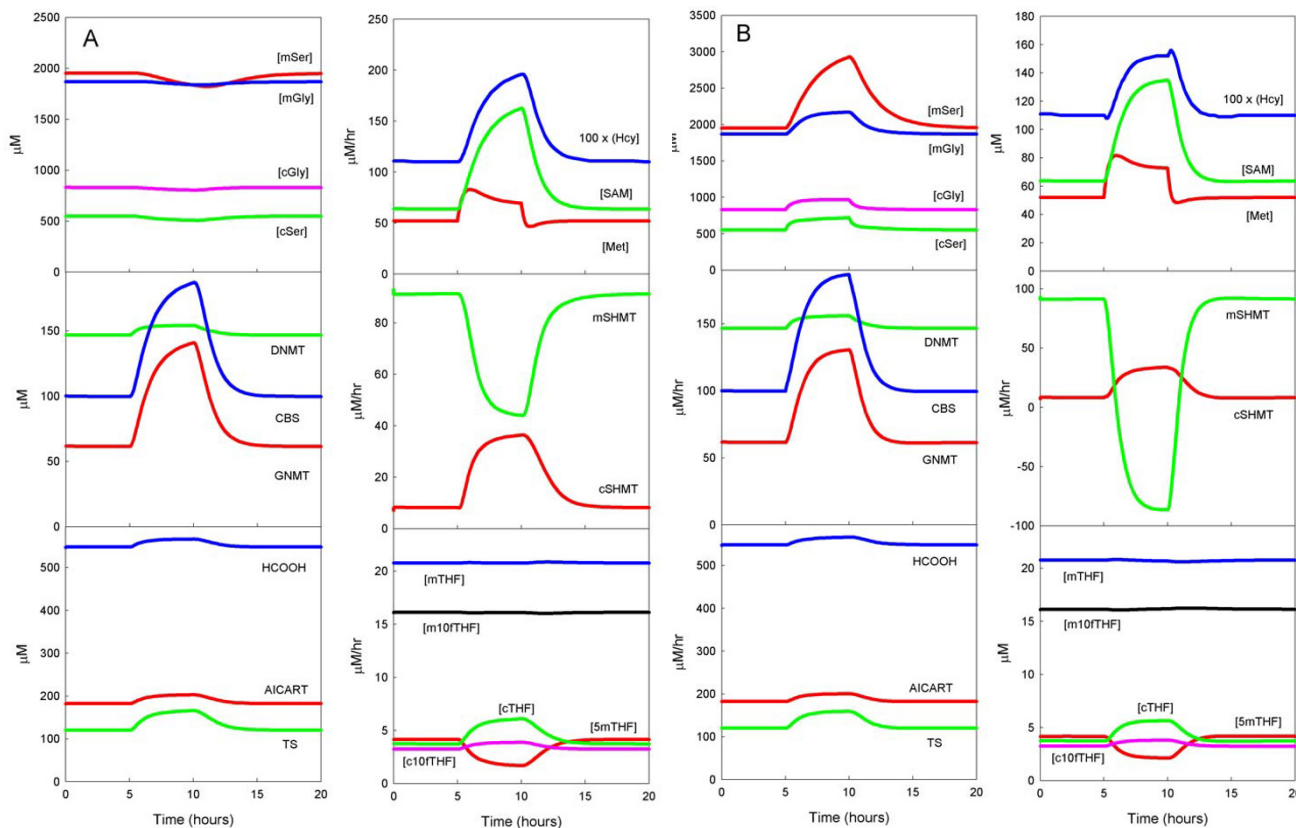 A
2500
2000
1500
1000
500
0
μM
[mSer]
[mGly]
[cGly]
[cSer]
250
200
150
100
50
0
μM/hr
100 x (Hcy]
[SAM]
[Met]
150
100
50
0
μM
DNMT
CBS
GNMT
80
60
40
20
0
μM/hr
mSHMT
cSHMT
500
400
300
200
100
0
μM
HCOOH
AICART
TS
0 5 10 15 20
Time (hours)
20
15
10
5
0
μM/hr
[mTHF]
[m10fTHF]
[cTHF]
[5mTHF]
[c10fTHF]
0 5 10 15 20
Time (hours)
B
3500
3000
2500
2000
1500
1000
500
0
μM
[mSer]
[mGly]
[cGly]
[cSer]
180
160
140
120
100
80
60
40
20
0
μM/hr
100 x (Hcy]
[SAM]
[Met]
150
100
50
0
μM/hr
DNMT
CBS
GNMT
100
50
0
-50
-100
μM/hr
mSHMT
cSHMT
500
400
300
200
100
0
μM/hr
HCOOH
AICART
TS
0 5 10 15 20
Time (hours)
20
15
10
5
0
μM
[mTHF]
[m10fTHF]
[cTHF]
[5mTHF]
[c10fTHF]
0 5 10 15 20
Time (hours)